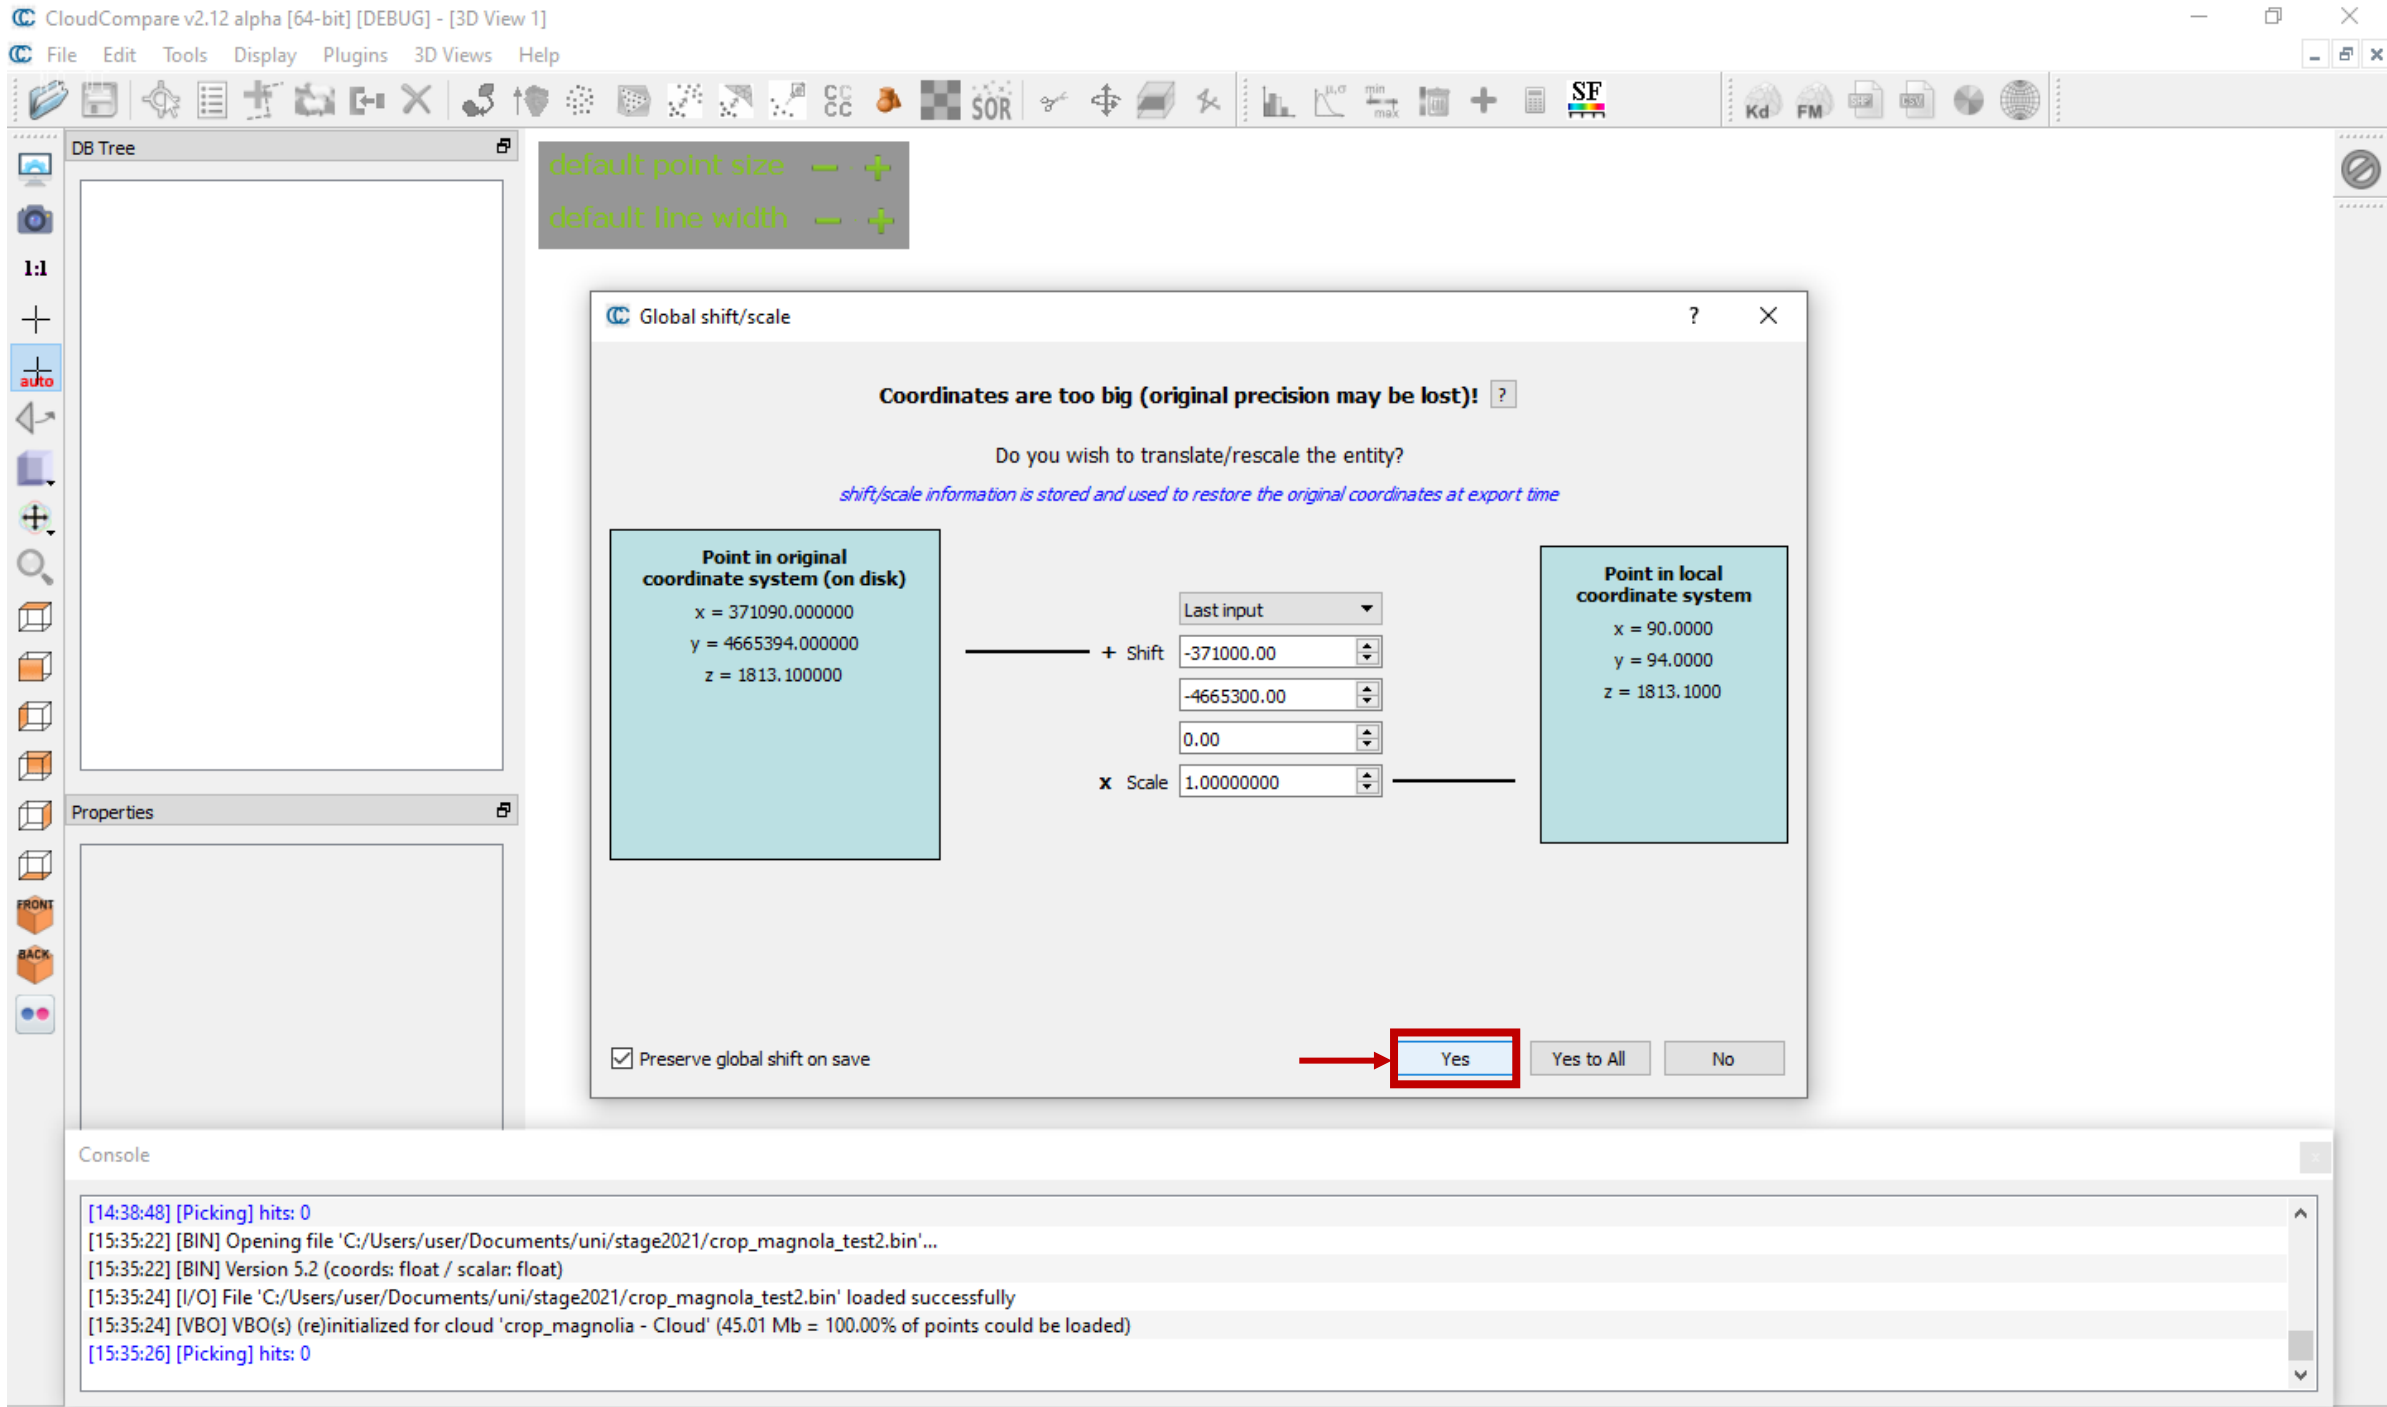 CloudCompare v2.12 alpha [64-bit] [DEBUG] - [3D View 1]
File Edit Tools Display Plugins 3D Views Help
CC CC
SOR
μ,σ
min max
SF
Kd
FM
SHP
CSV
DB Tree
default point size
default line width
1:1
auto
Global shift/scale
?
Coordinates are too big (original precision may be lost)! ?
Do you wish to translate/rescale the entity?
shift/scale information is stored and used to restore the original coordinates at export time
Point in original
coordinate system (on disk)
x = 371090.000000
y = 4665394.000000
z = 1813.100000
Last input
+ Shift -371000.00
-4665300.00
0.00
x Scale 1.00000000
Point in local
coordinate system
x = 90.0000
y = 94.0000
z = 1813.1000
Preserve global shift on save
Yes
Yes to All
No
Properties
FRONT
BACK
Console
[14:38:48] [Picking] hits: 0
[15:35:22] [BIN] Opening file 'C:/Users/user/Documents/uni/stage2021/crop_magnola_test2.bin'...
[15:35:22] [BIN] Version 5.2 (coords: float / scalar: float)
[15:35:24] [I/O] File 'C:/Users/user/Documents/uni/stage2021/crop_magnola_test2.bin' loaded successfully
[15:35:24] [VBO] VBO(s) (re)initialized for cloud 'crop_magnolia - Cloud' (45.01 Mb = 100.00% of points could be loaded)
[15:35:26] [Picking] hits: 0